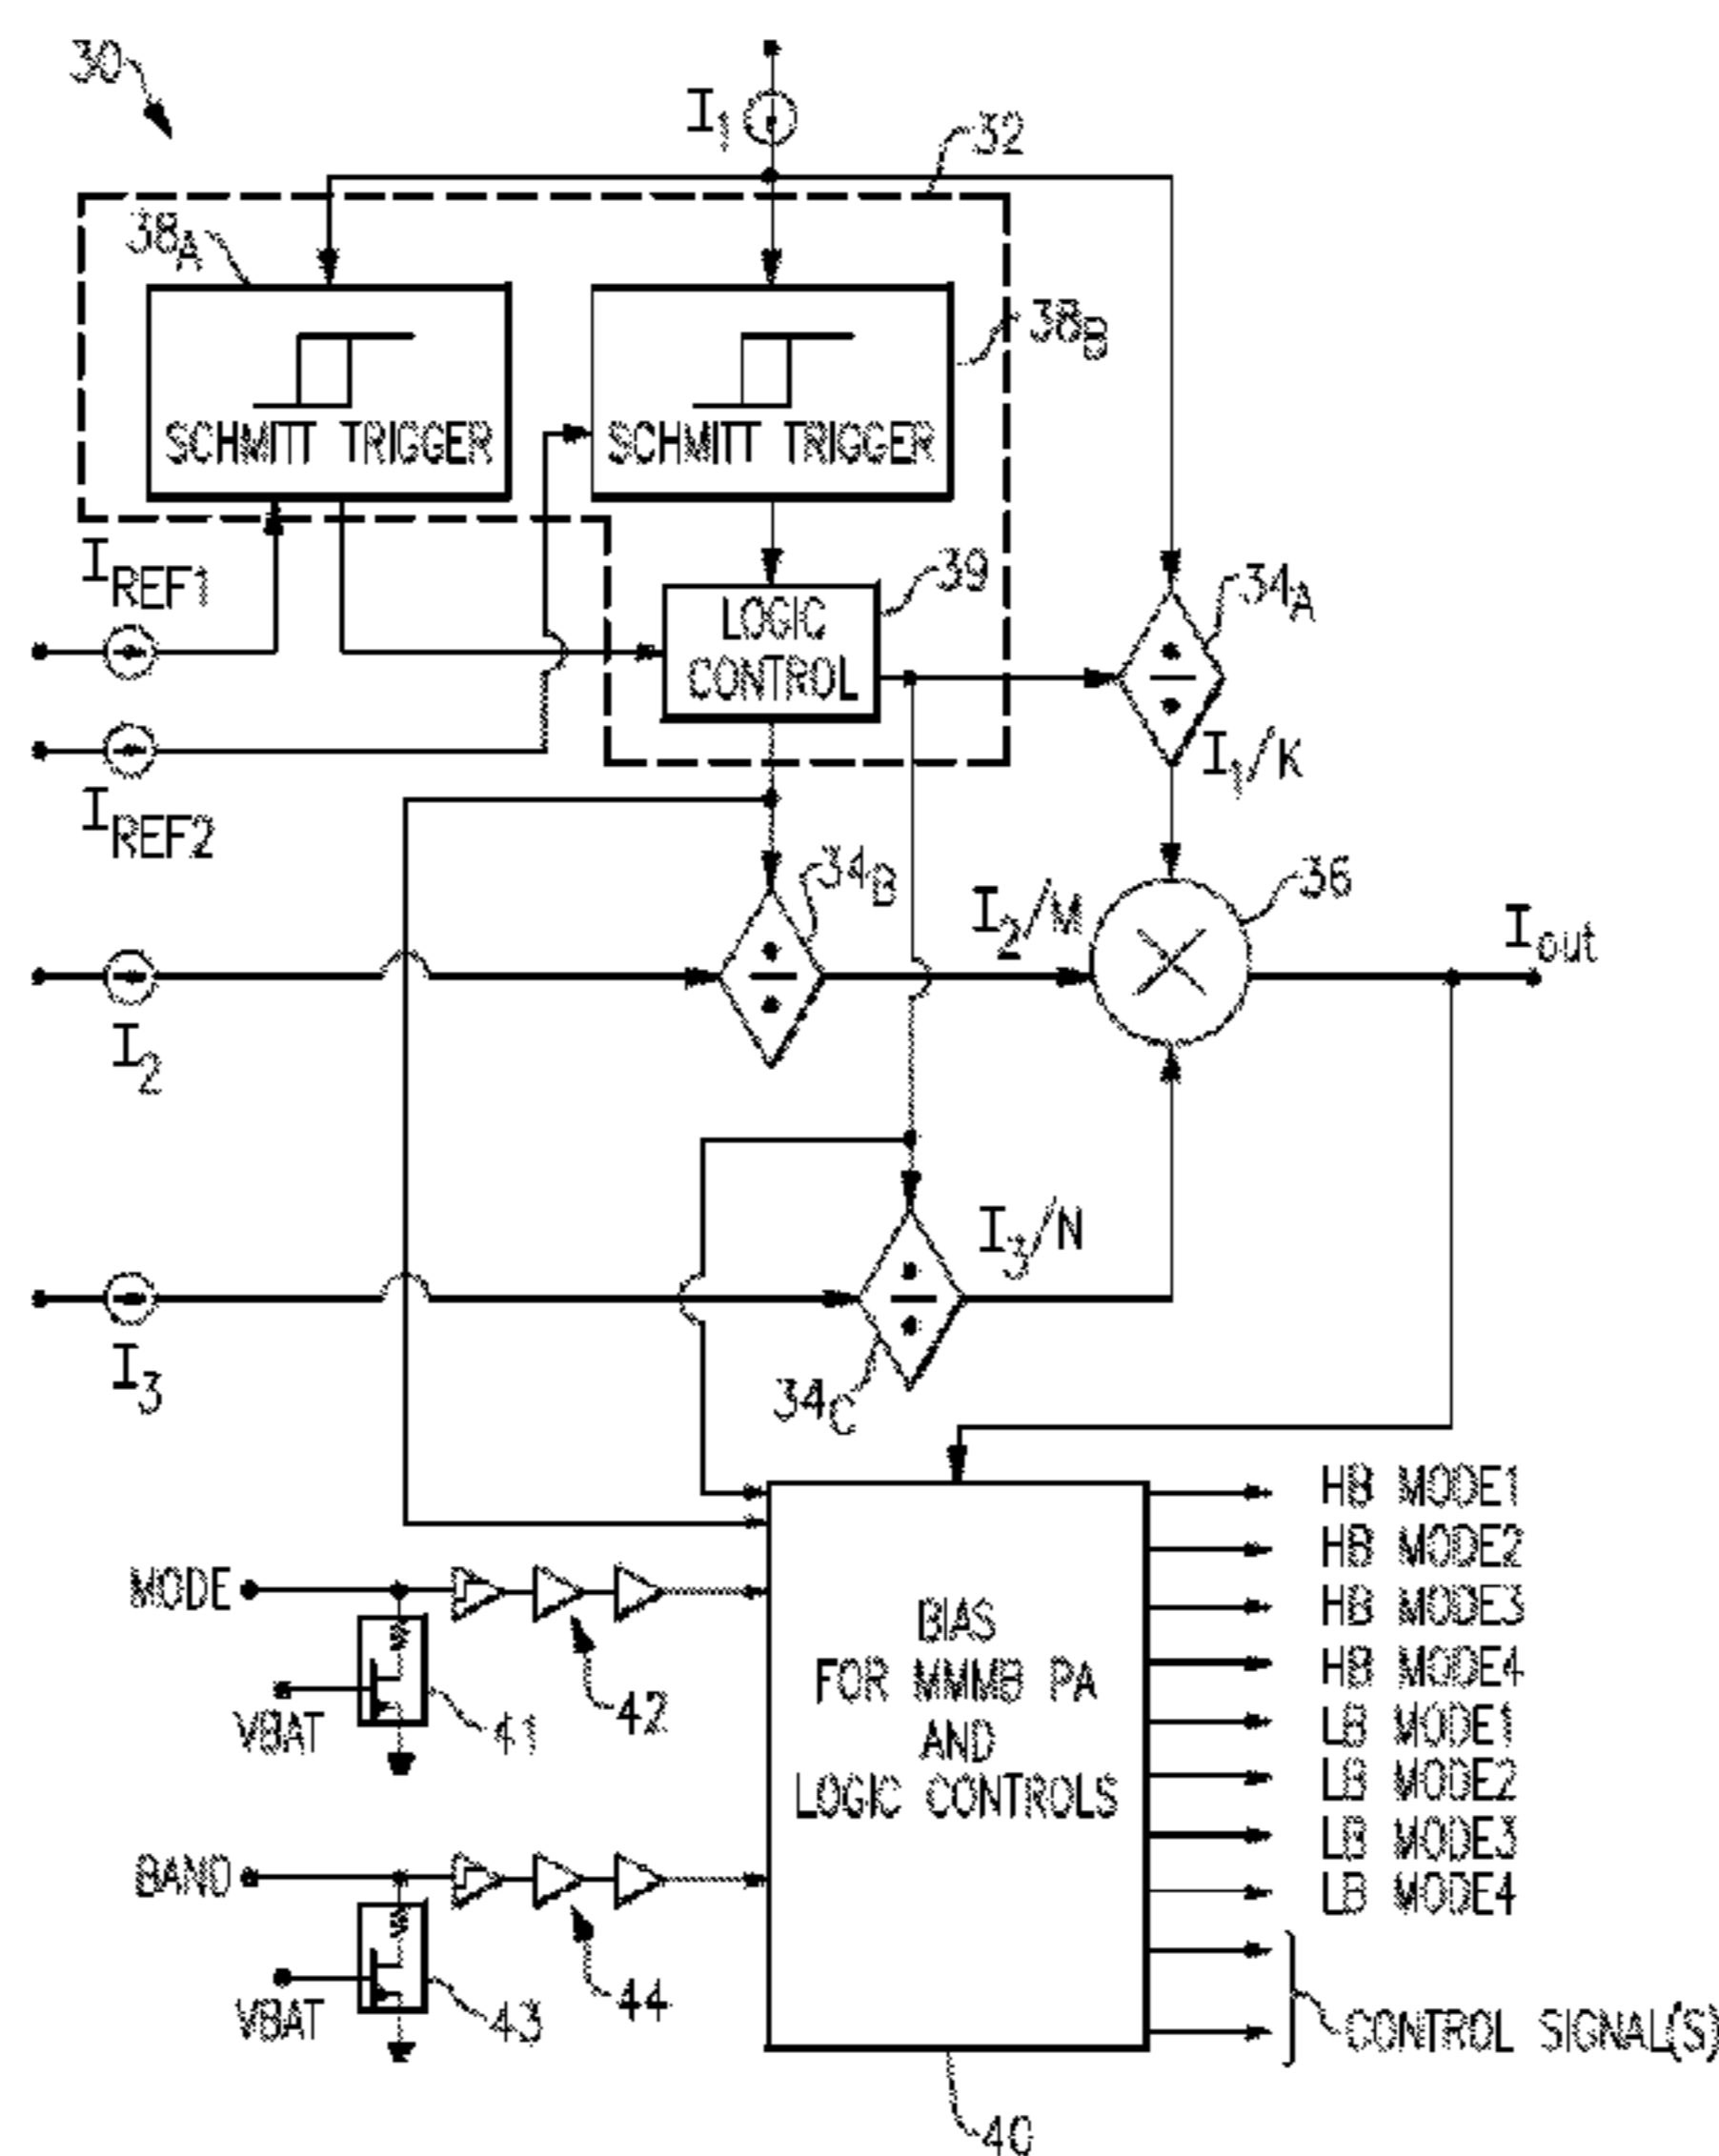 30
I1
32
38A
38B
SCHMITT TRIGGER
SCHMITT TRIGGER
IREF1
39
LOGIC
CONTROL
34A
I1/K
IREF2
34B
I2/M
36
Iout
I2
I3/N
I3
34C
HB MODE1
HB MODE2
HB MODE3
HB MODE4
LB MODE1
LB MODE2
LB MODE3
LB MODE4
MODE
BIAS
FOR MMMB PA
AND
LOGIC CONTROLS
VBAT
41
42
BAND
VBAT
43
44
CONTROL SIGNAL(S)
40